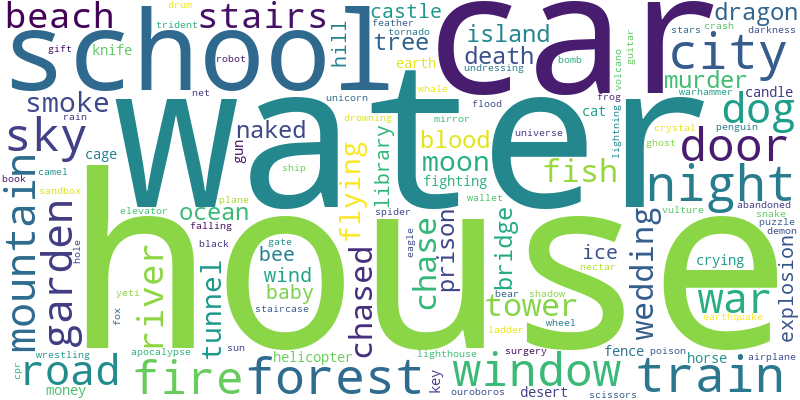 drum
beach
stairs
trident
feather
castle
tornado
hill
school
car
dragon
stars
crash
darkness
gift
knife
robot
tree
island
death
earth
undressing
bomb
volcano
guitar
city
murder
whale
unicorn
net
smoke
rain
sky
naked
gun
drowning
flood
frog
warhammer
candle
mirror
cat
lightning
crystal
penguin
dog
water
library
blood
universe
ghost
door
cage
moon
fish
fighting
night
book
camel
mountain
sandbox
garden
ship
plane
wallet
vulture
abandoned
snake
elevator
ocean
flying
spider
bridge
falling
puzzle
demon
hole
black
gate
eagle
chase
prison
wedding
explosion
house
river
tunnel
bee
wind
baby
chased
ice
nectar
crying
war
yeti
bear
shadow
tower
fox
staircase
ladder
wheel
earthquake
sun
wrestling
apocalypse
helicopter
lighthouse
surgery
fence
poison
horse
airplane
cpr
road
money
fire
forest
key
window
ouroboros
desert
scissors
train